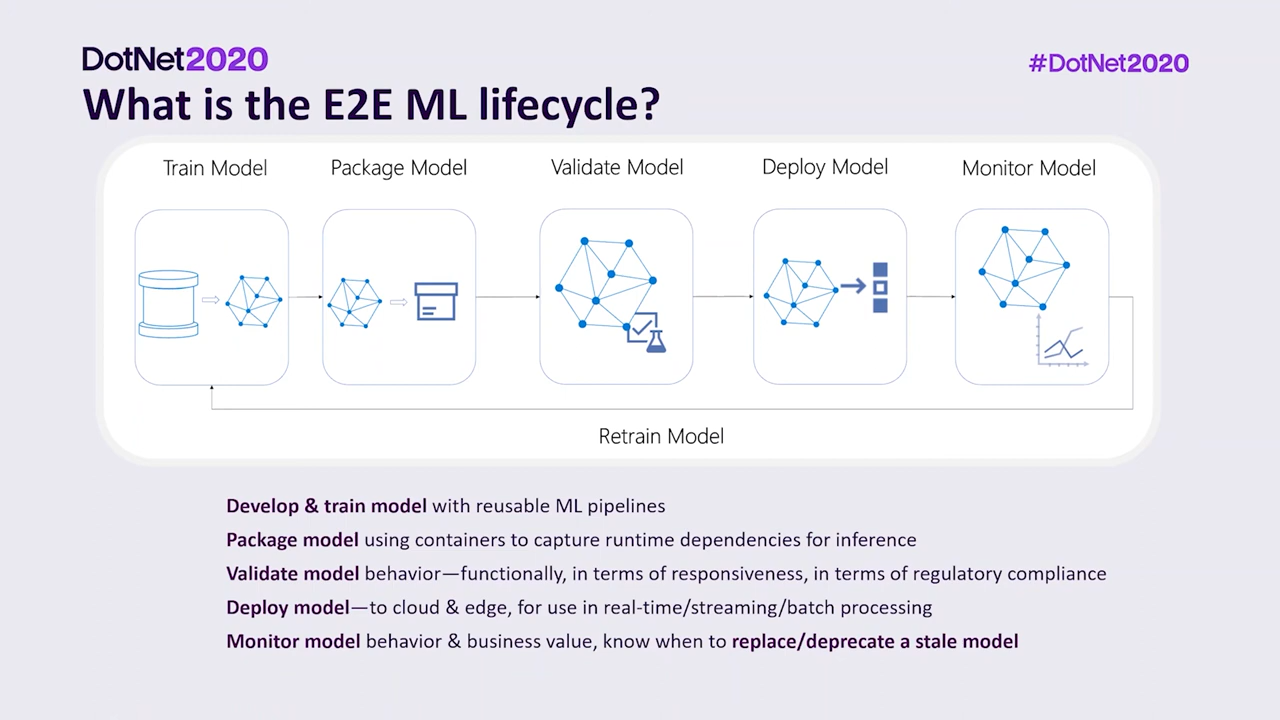 DotNet2020
#DotNet2020
What is the E2E ML lifecycle?
Train Model
Package Model
Validate Model
Deploy Model
Monitor Model
Retrain Model
Develop & train model with reusable ML pipelines
Package model using containers to capture runtime dependencies for inference
Validate model behavior—functionally, in terms of responsiveness, in terms of regulatory compliance
Deploy model—to cloud & edge, for use in real-time/streaming/batch processing
Monitor model behavior & business value, know when to replace/deprecate a stale model